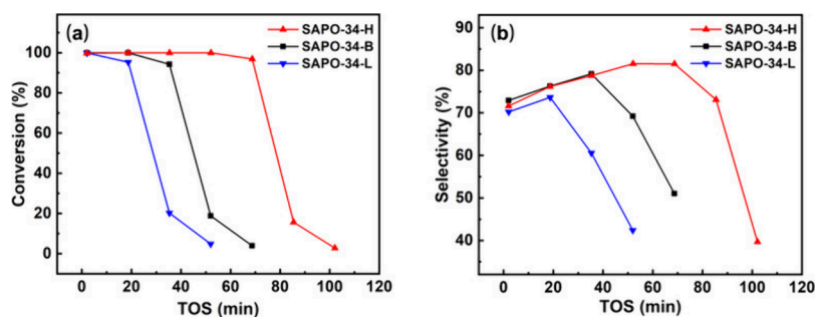 (a)
SAPO-34-H
SAPO-34-B
SAPO-34-L
Conversion (%)
100
80
60
40
20
0
0 20 40 60 80 100 120
TOS (min)
(b)
SAPO-34-H
SAPO-34-B
SAPO-34-L
Selectivity (%)
90
80
70
60
50
40
0 20 40 60 80 100 120
TOS (min)